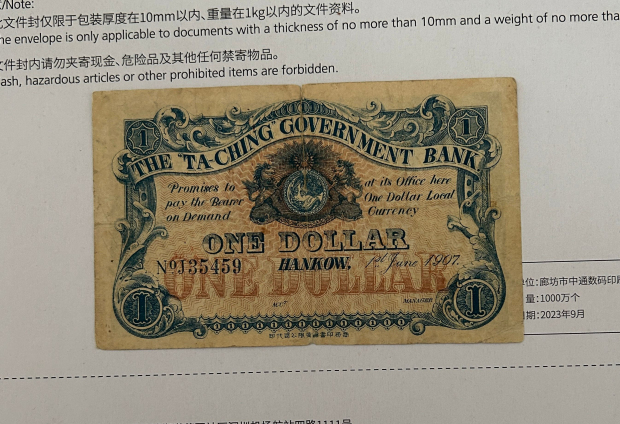 Note:
文件封仅限于包装厚度在10mm以内、重量在1kg以内的文件资料。
envelope is only applicable to documents with a thickness of no more than 10mm and a weight of no more tha
文件封内请勿夹寄现金、危险品及其他任何禁寄物品。
ash, hazardous articles or other prohibited items are forbidden.
1 1
THE "TA-CHING" GOVERNMENT BANK
Promises to pay the Bearer on Demand
at its Office here One Dollar Local Currency
ONE DOLLAR
NoJ35459 HANKOW, 1st June 1907.
ONE DOLLAR
ACCT. MANAGER
1 1
位:廊坊市中通数码印
量:1000万个
期:2023年9月